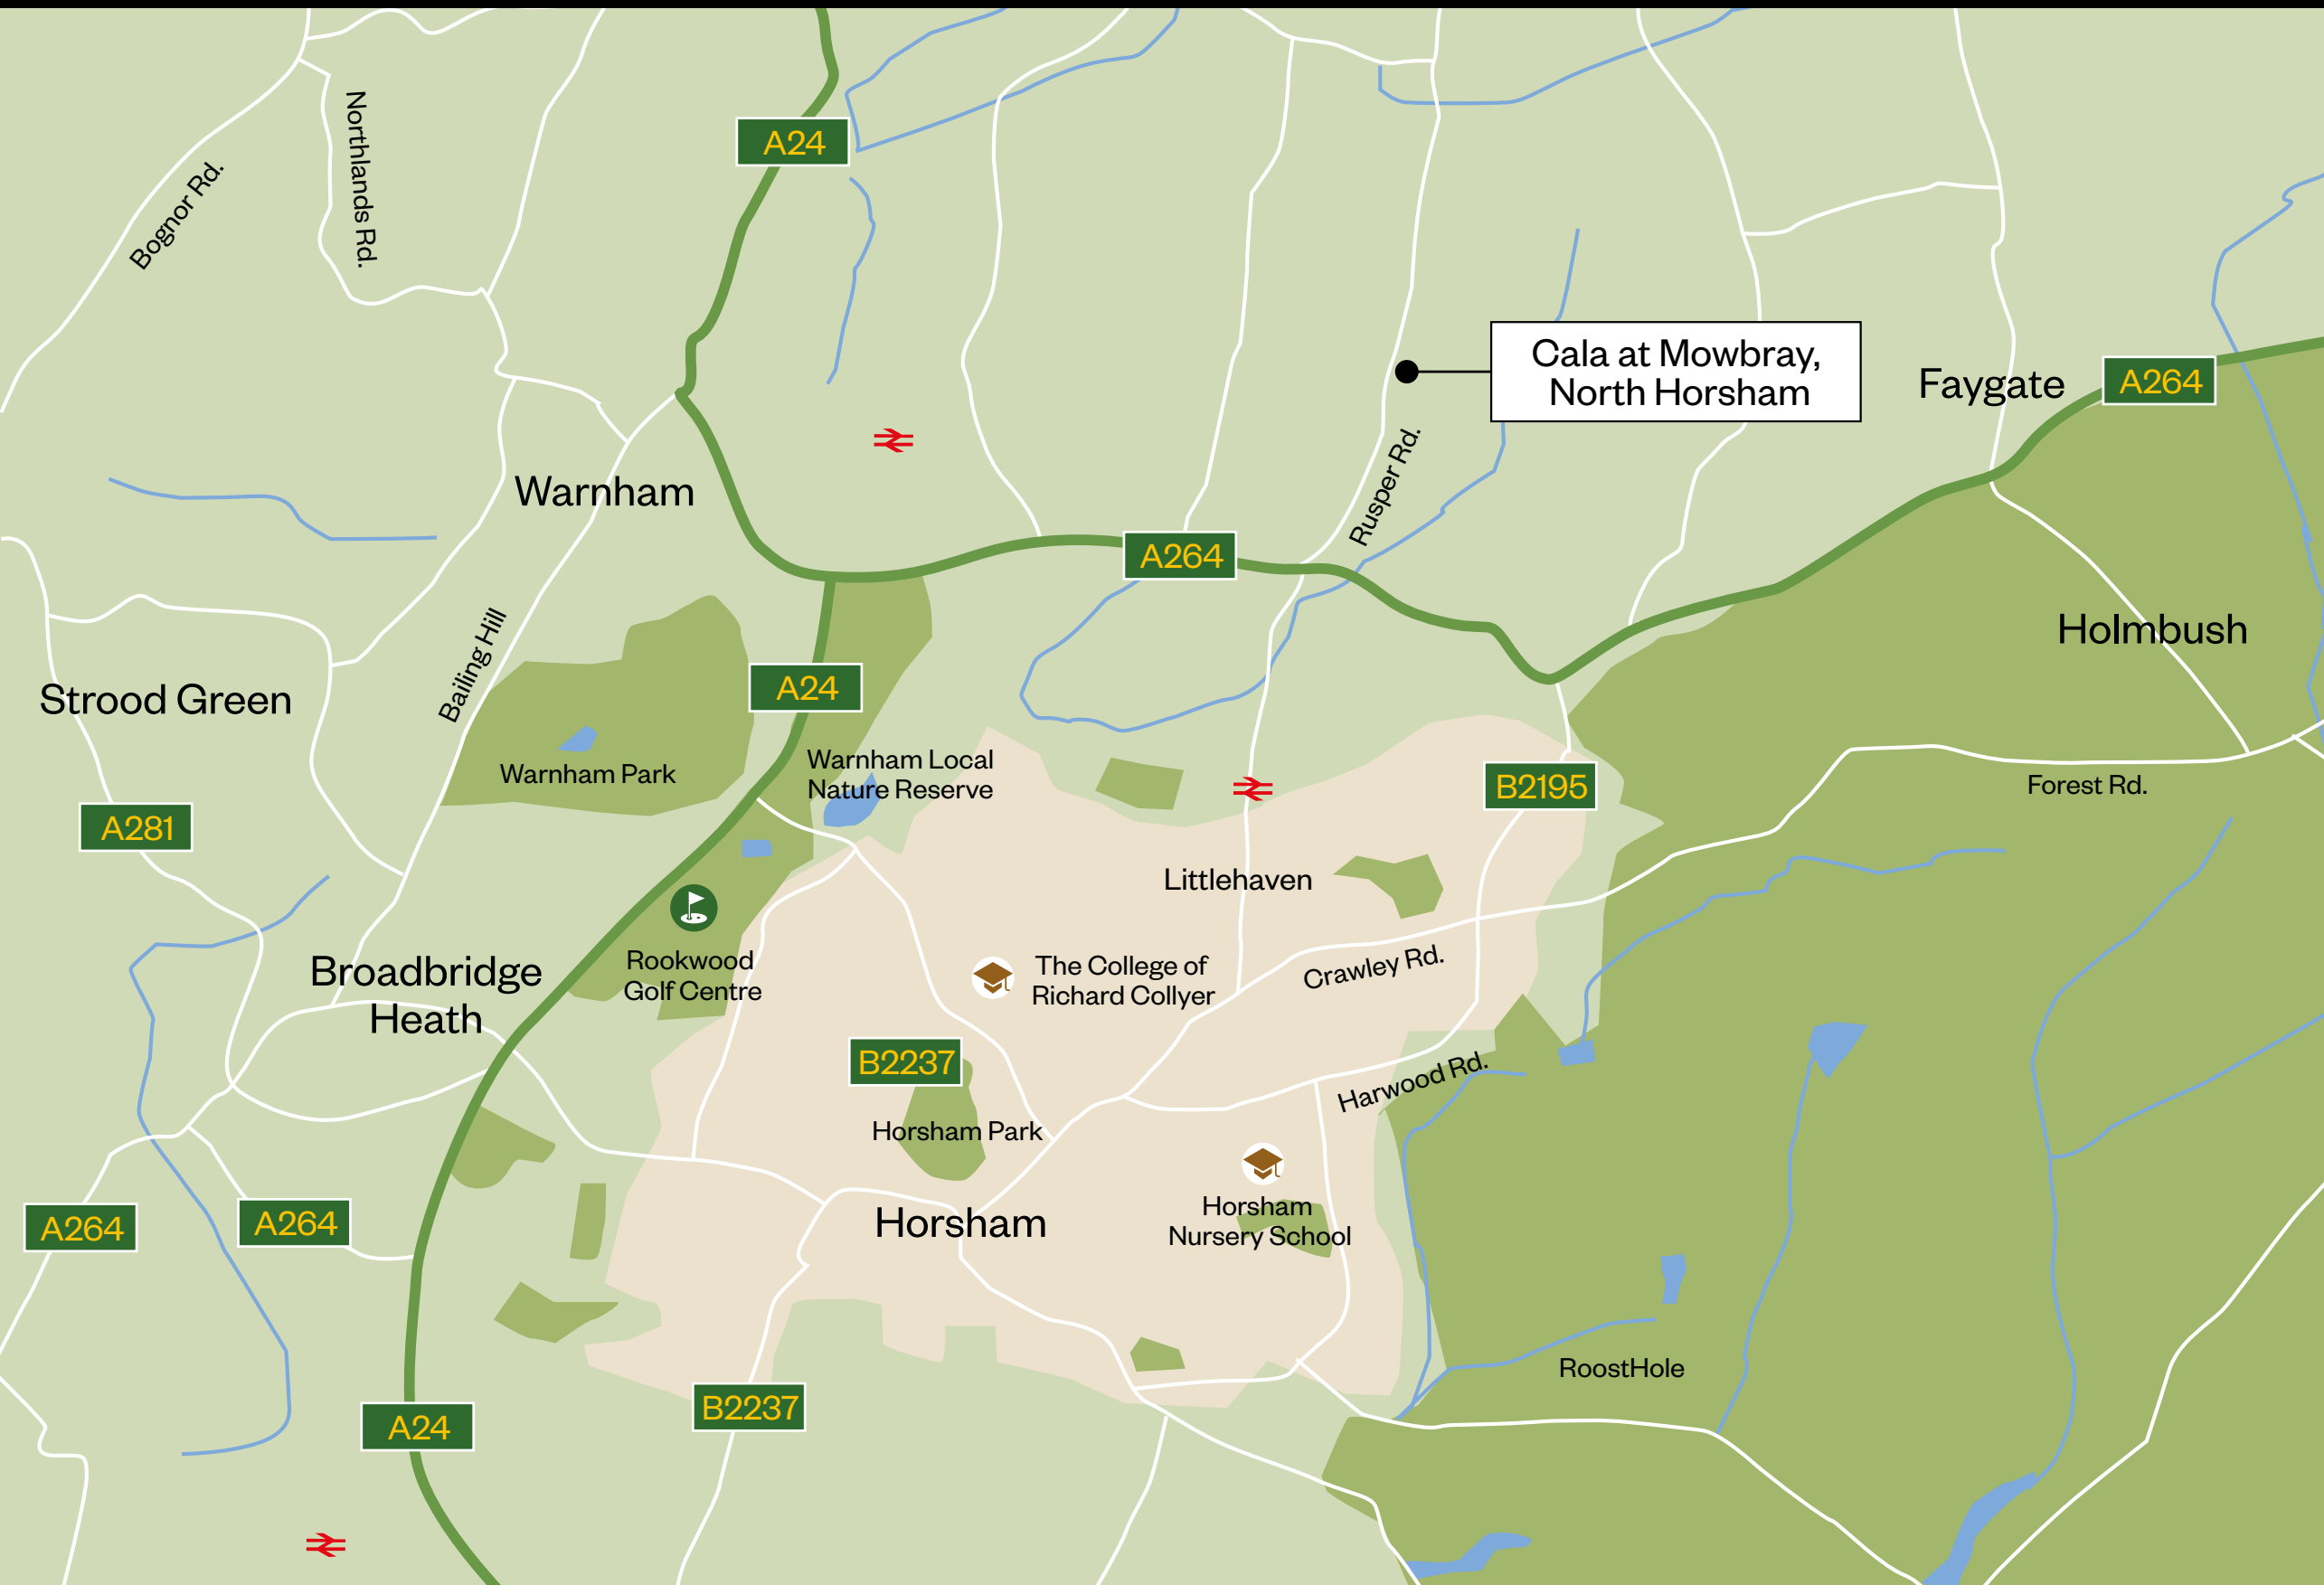 A24
Northlands Rd.
Bognor Rd.
Cala at Mowbray,
North Horsham
Faygate
A264
Warnham
Rusper Rd.
A264
Holmbush
Bailing Hill
Strood Green
A24
Warnham Park
Warnham Local
Nature Reserve
B2195
Forest Rd.
A281
Littlehaven
Broadbridge
Heath
Rookwood
Golf Centre
The College of
Richard Collyer
Crawley Rd.
B2237
Harwood Rd.
Horsham Park
A264
A264
Horsham
Horsham
Nursery School
RoostHole
A24
B2237